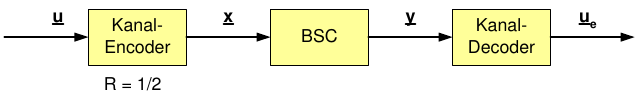 u x y u e
Kanal- Encoder BSC Kanal- Decoder
R = 1/2